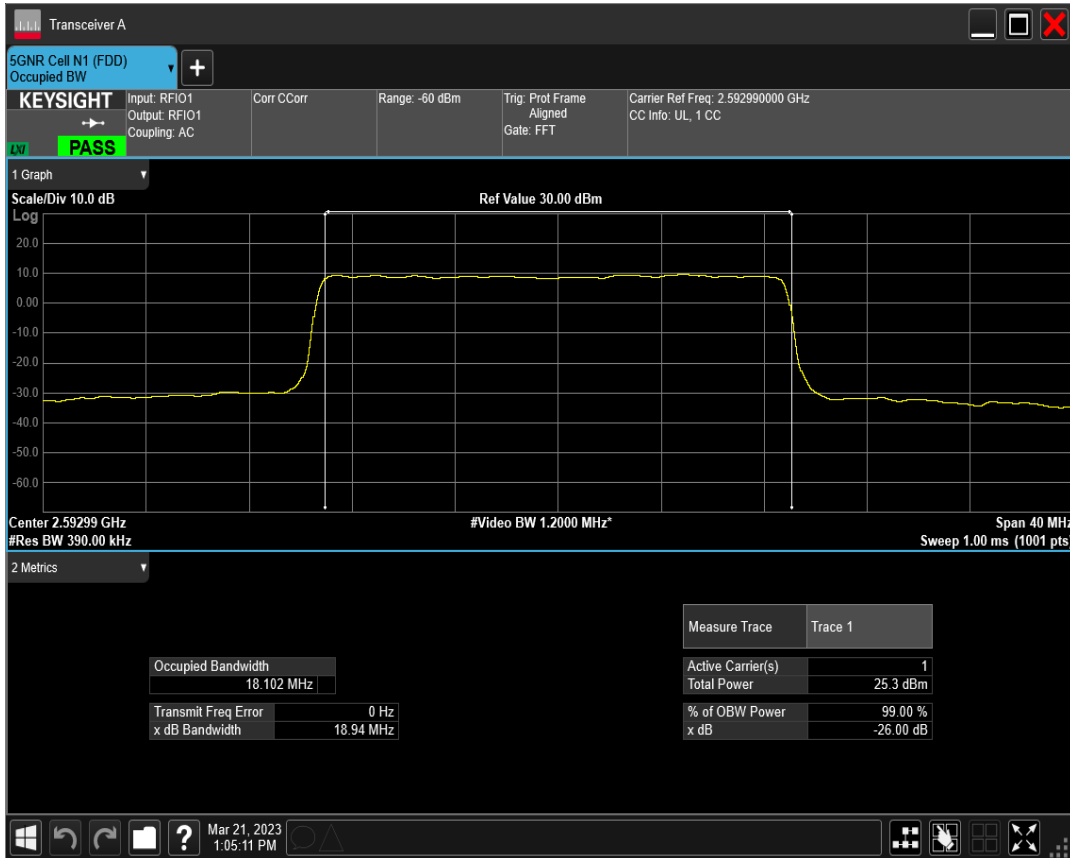 Transceiver A
5GNR Cell N1 (FDD)
Occupied BW
+
KEYSIGHT
LXI
PASS
Input: RFIO1
Output: RFIO1
Coupling: AC
Corr CCorr
Range: -60 dBm
Trig: Prot Frame
Aligned
Gate: FFT
Carrier Ref Freq: 2.592990000 GHz
CC Info: UL, 1 CC
1 Graph
Scale/Div 10.0 dB
Ref Value 30.00 dBm
Log
20.0
10.0
0.00
-10.0
-20.0
-30.0
-40.0
-50.0
-60.0
Center 2.59299 GHz
#Video BW 1.2000 MHz*
Span 40 MHz
#Res BW 390.00 kHz
Sweep 1.00 ms (1001 pts)
2 Metrics
Measure Trace Trace 1
Occupied Bandwidth
18.102 MHz
Active Carrier(s) 1
Total Power 25.3 dBm
Transmit Freq Error 0 Hz
x dB Bandwidth 18.94 MHz
% of OBW Power 99.00 %
x dB -26.00 dB
?
Mar 21, 2023
1:05:11 PM